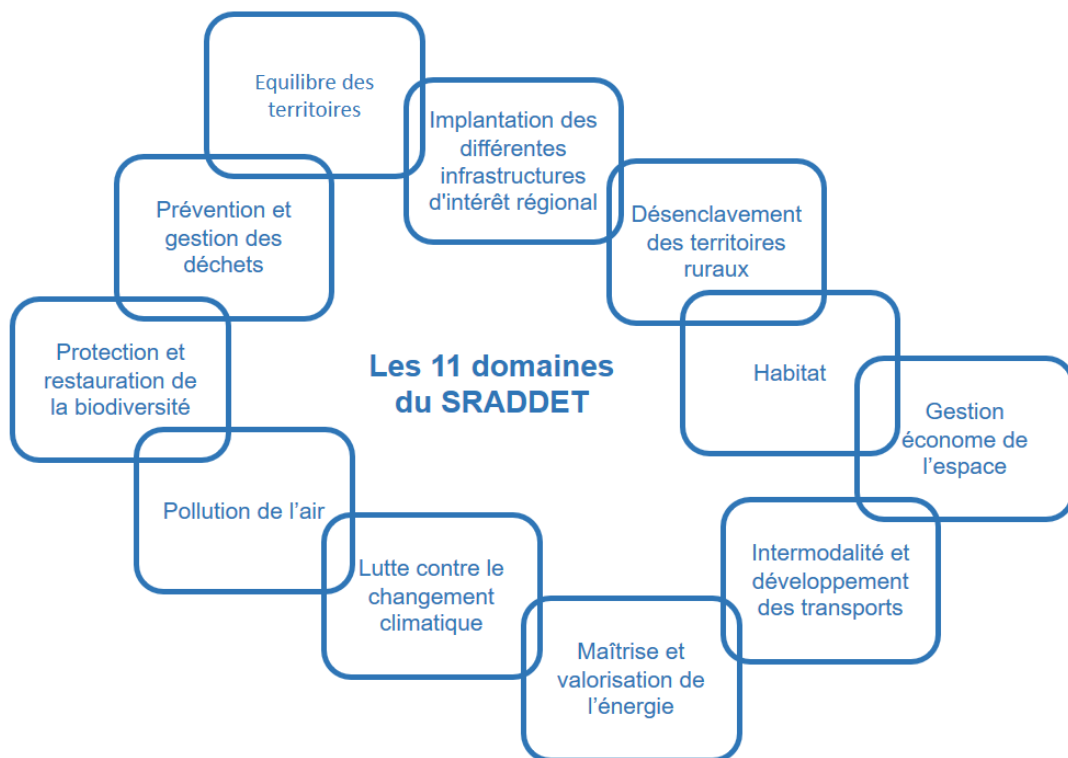 Equilibre des
territoires
Implantation des
différentes
infrastructures
d'intérêt régional
Désenclavement
des territoires
ruraux
Habitat
Gestion
économe de
l’espace
Intermodalité et
développement
des transports
Maîtrise et
valorisation de
l’énergie
Lutte contre le
changement
climatique
Pollution de l’air
Protection et
restauration de
la biodiversité
Prévention et
gestion des
déchets
Les 11 domaines
du SRADDET